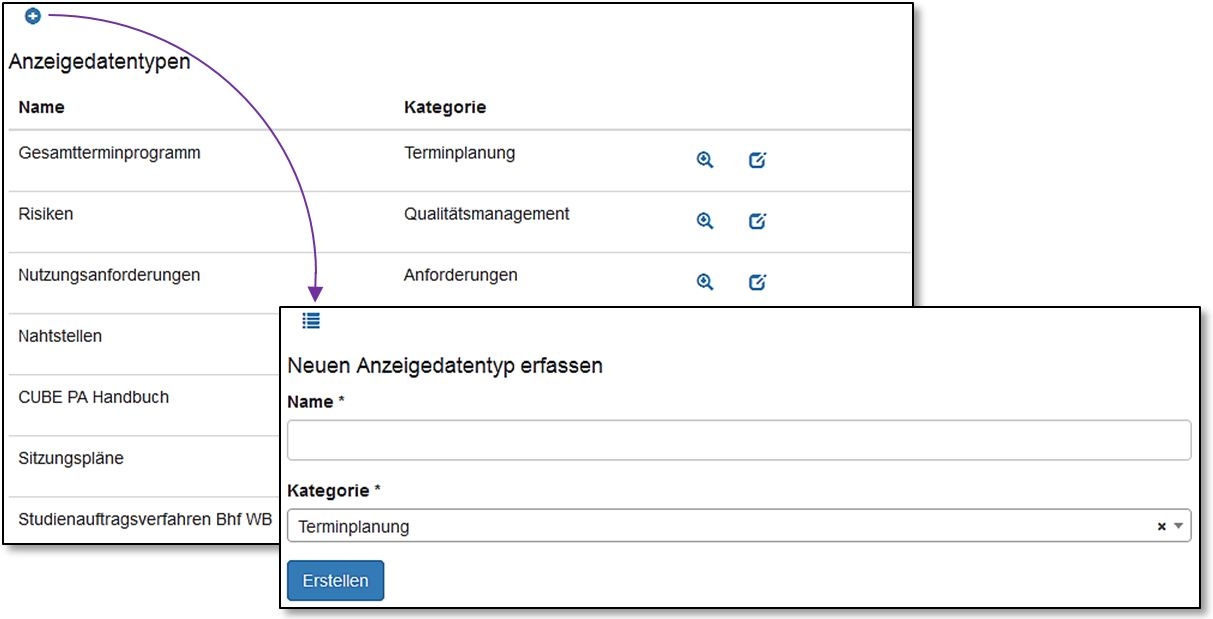 Anzeigedatentypen
Name Kategorie
Gesamtterminprogramm Terminplanung
Risiken Qualitätsmanagement
Nutzungsanforderungen Anforderungen
Nahtstellen
CUBE PA Handbuch
Sitzungspläne
Studienauftragsverfahren Bhf WB
Neuen Anzeigedatentyp erfassen
Name *
Kategorie *
Terminplanung
Erstellen